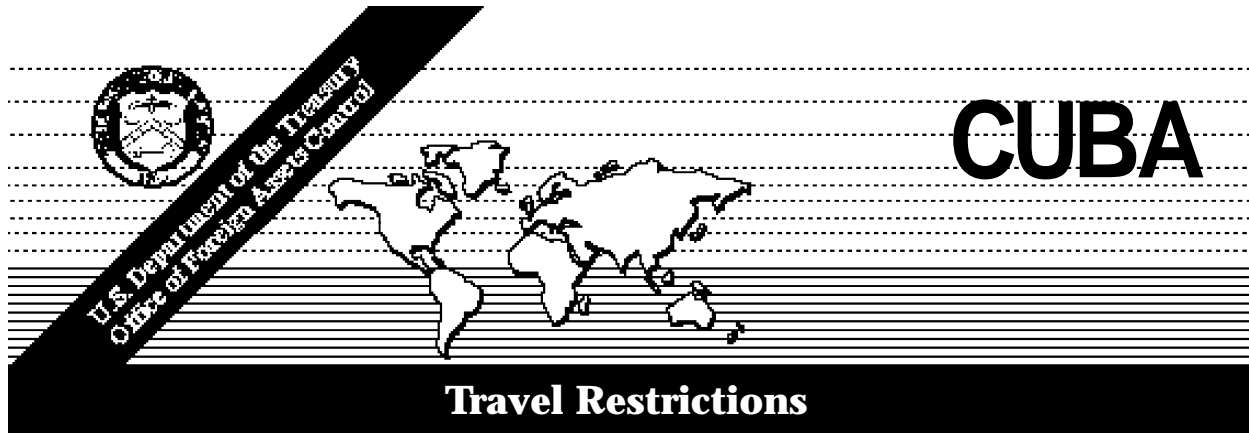 U.S. Department of the Treasury
Office of Foreign Assets Control
CUBA
Travel Restrictions